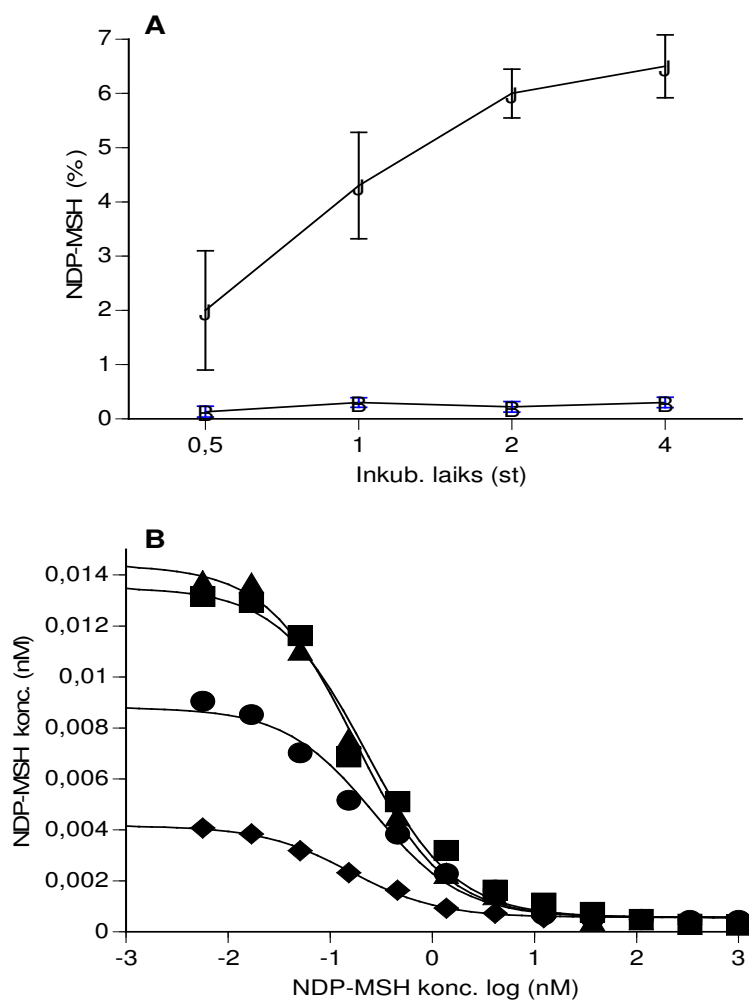 A
7
6
5
4
3
2
1
0
NDP-MSH (%)
J
J
J
J
B
B
B
B
0,5 1 2 4
Inkub. laiks (st)
B
0,014
0,012
0,01
0,008
0,006
0,004
0,002
0
NDP-MSH konc. (nM)
-3 -2 -1 0 1 2 3
NDP-MSH konc. log (nM)